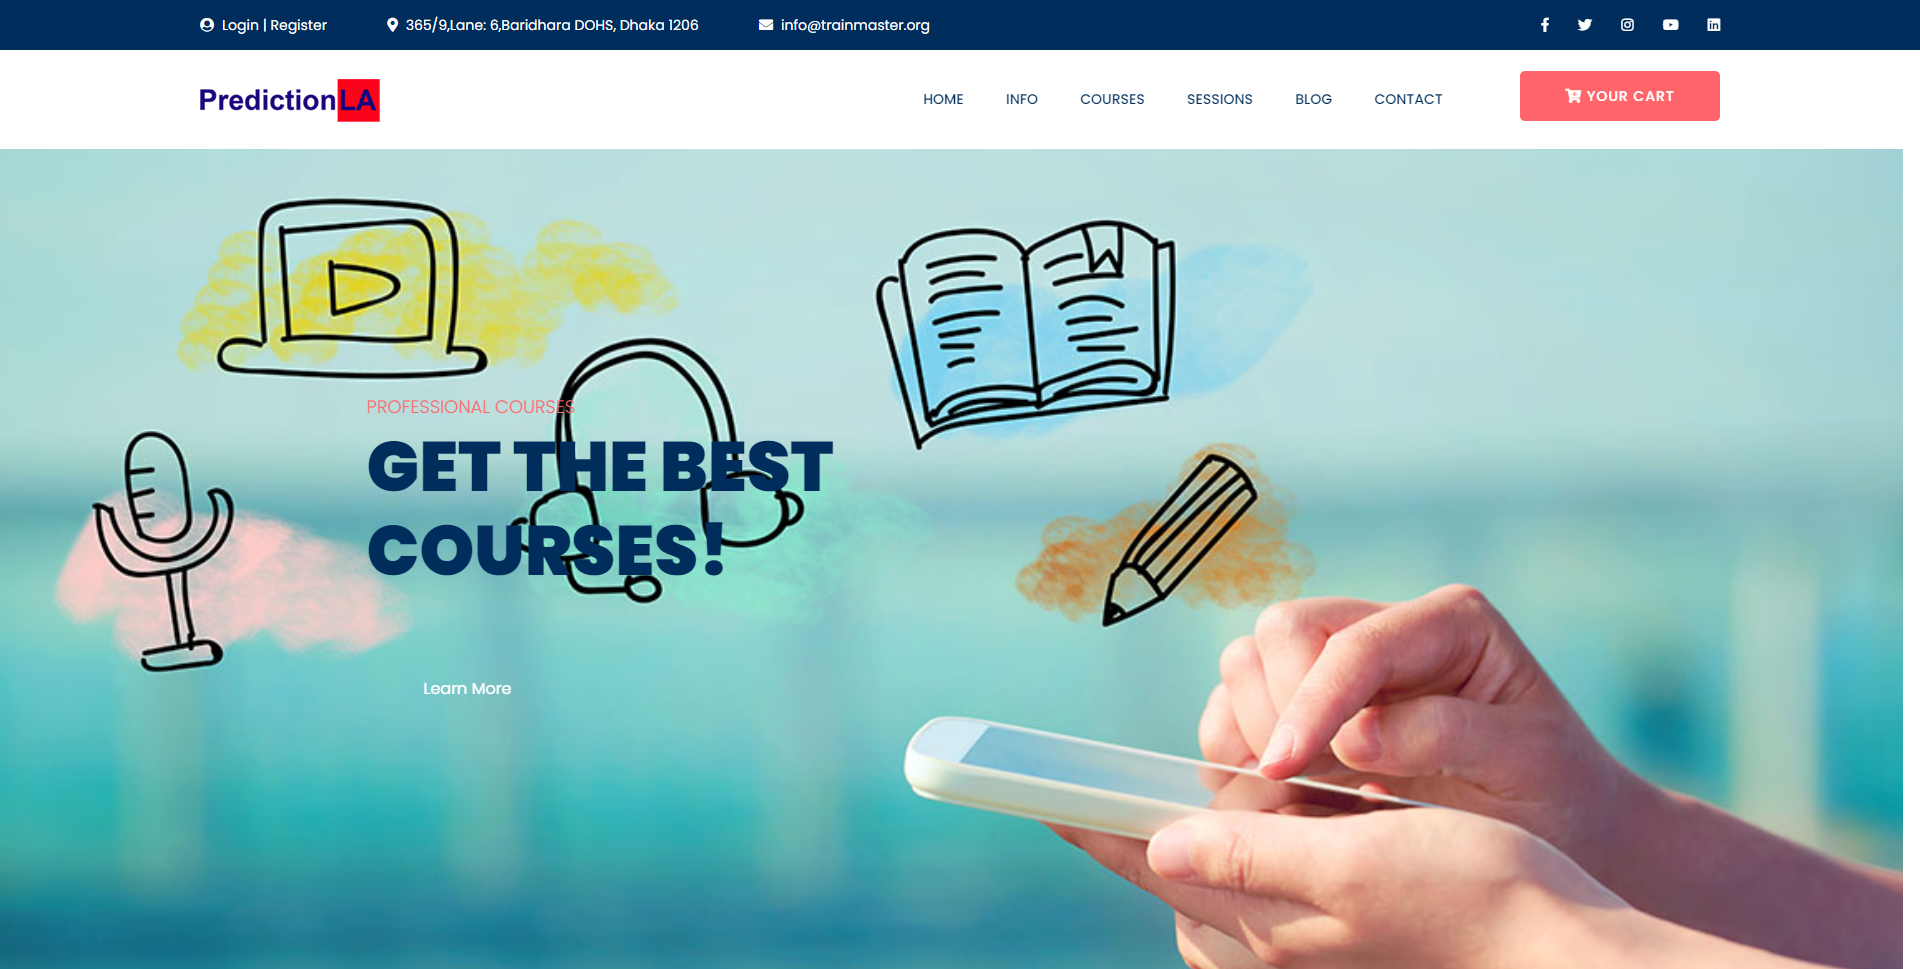 Login | Register
365/9,Lane: 6,Baridhara DOHS, Dhaka 1206
info@trainmaster.org
PredictionLA
HOME
INFO
COURSES
SESSIONS
BLOG
CONTACT
YOUR CART
PROFESSIONAL COURSES
GET THE BEST
COURSES!
Learn More